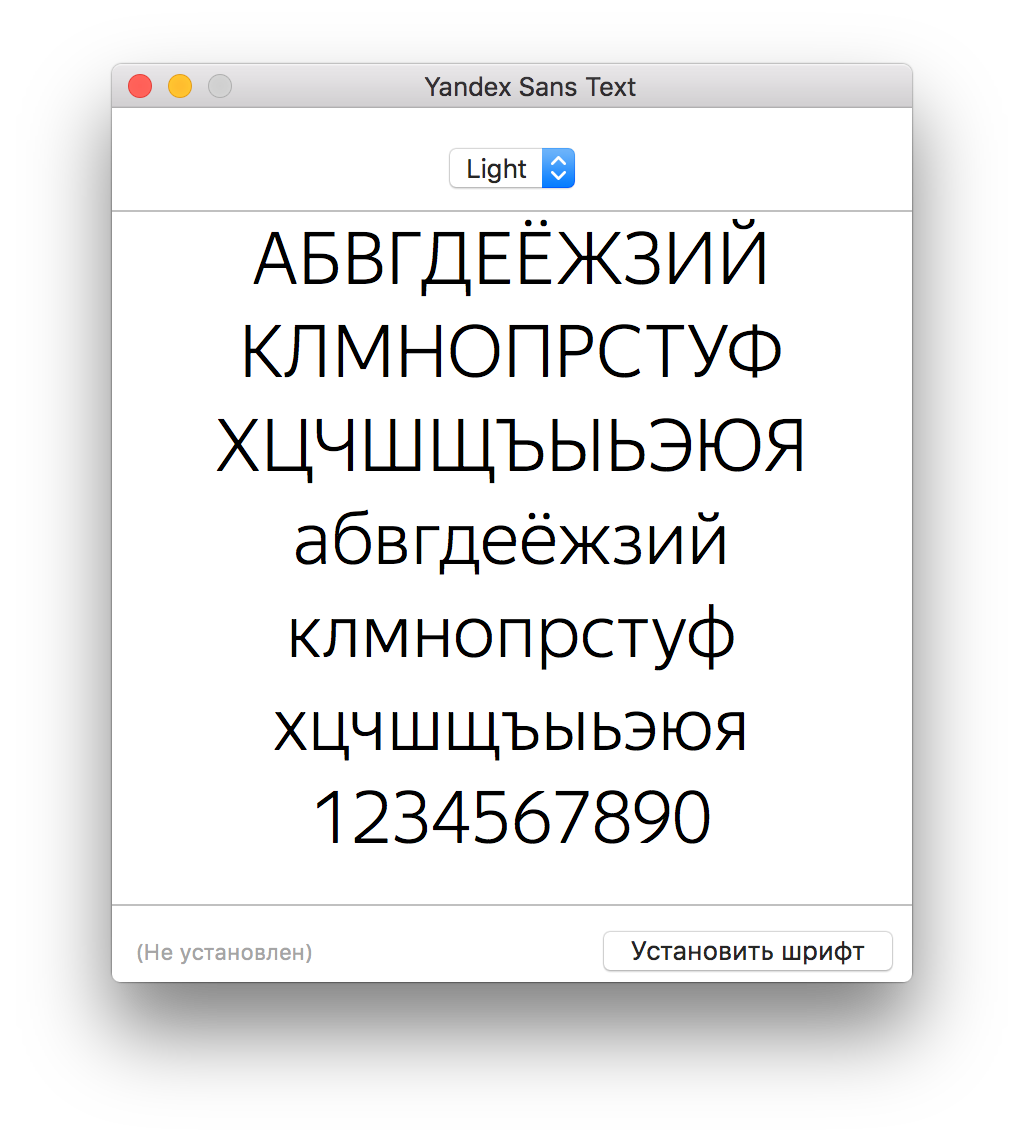 Yandex Sans Text
Light
АБВГДЕЁЖЗИЙ
КЛМНОПРСТУФ
ХЦЧШЩЪЫЬЭЮЯ
абвгдеёжзий
клмнопрстуф
хцчшщъыьэюя
1234567890
(Не установлен)
Установить шрифт